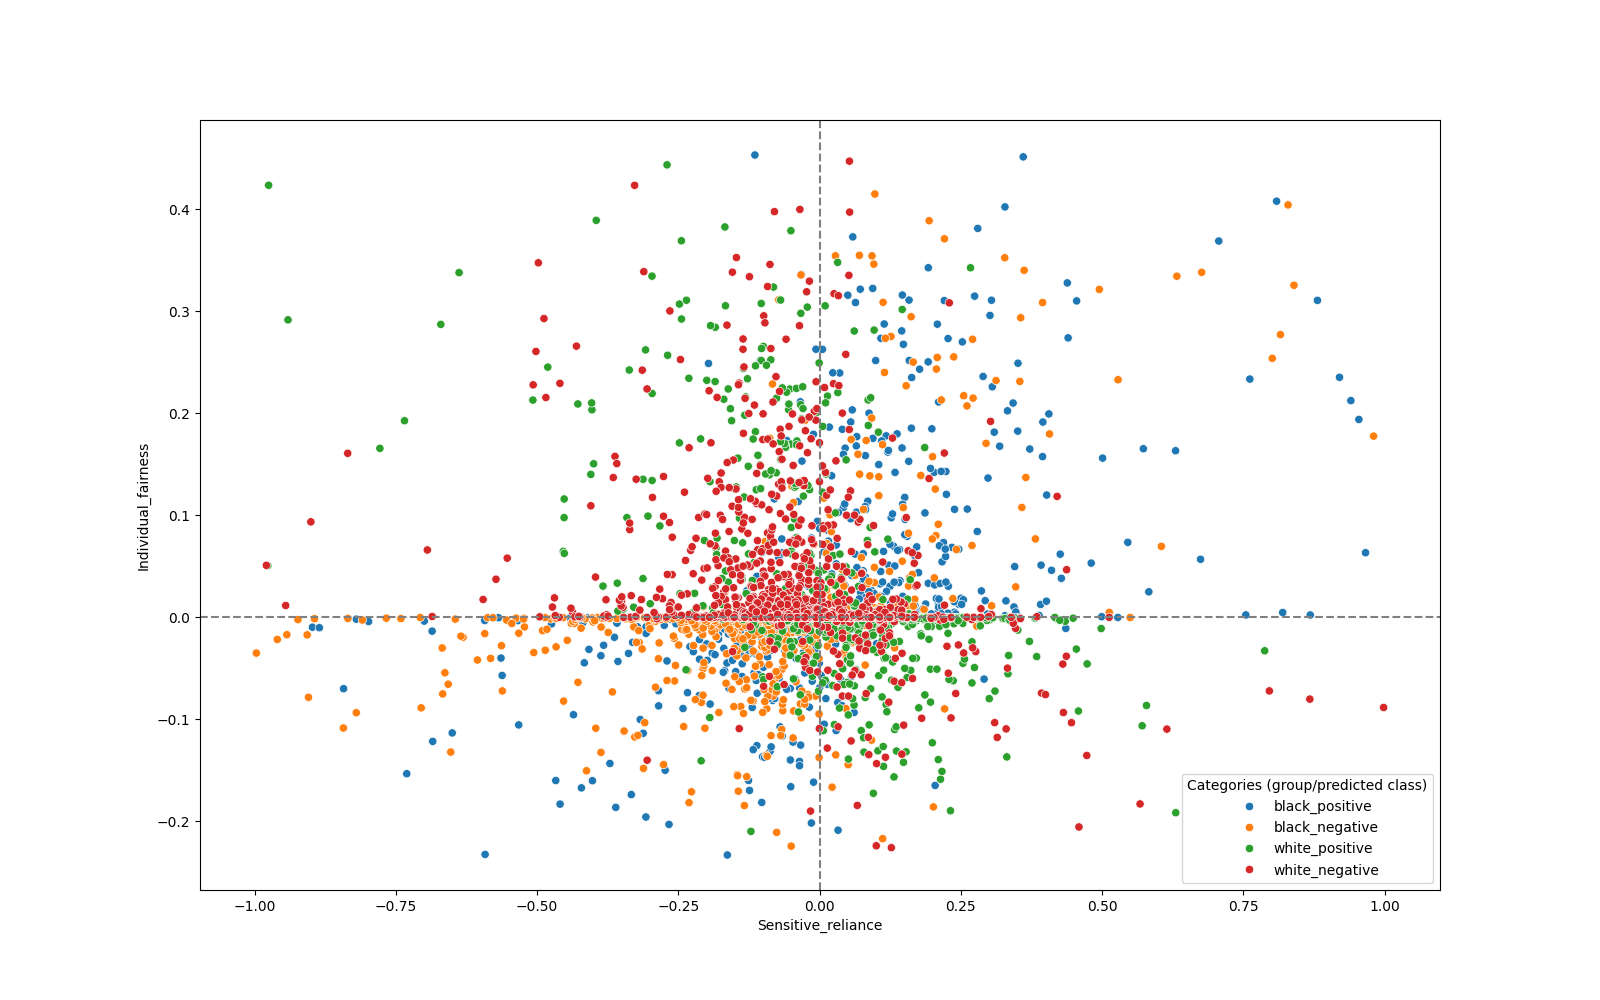 Individual_fairness
0.4
0.3
0.2
0.1
0.0
−0.1
−0.2
Categories (group/predicted class)
black_positive
black_negative
white_positive
white_negative
−1.00 −0.75 −0.50 −0.25 0.00 0.25 0.50 0.75 1.00
Sensitive_reliance